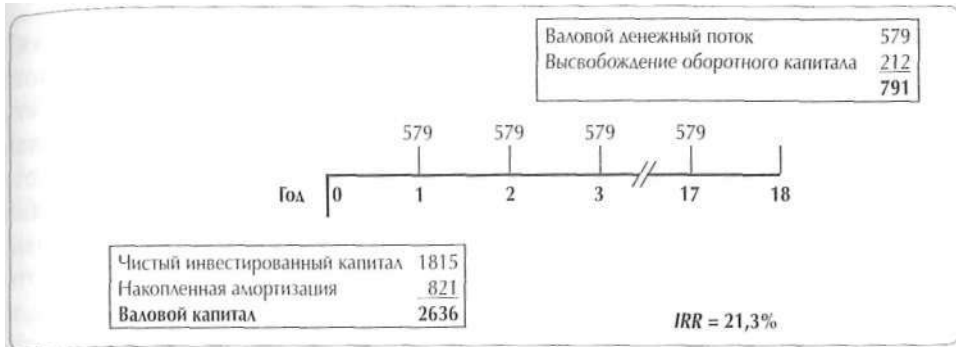 Валовой денежный поток 579
Высвобождение оборотного капитала 212
791
579 579 579 579
Год 0 1 2 3 17 18
Чистый инвестированный капитал 1815
Накопленная амортизация 821
Валовой капитал 2636
IRR = 21,3%